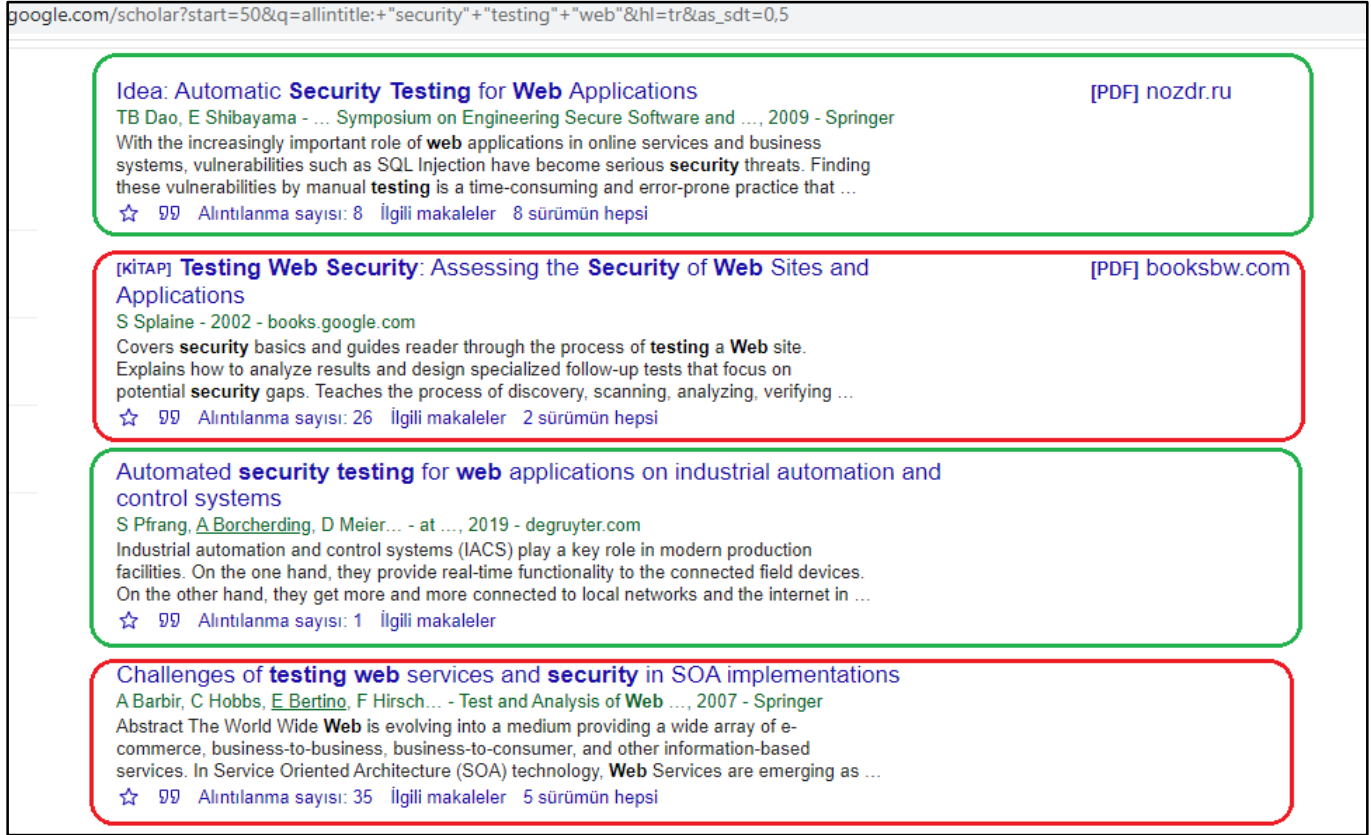 google.com/scholar?start=50&q=allintitle:+"security"+"testing"+"web"&hl=tr&as_sdt=0,5
Idea: Automatic Security Testing for Web Applications [PDF] nozdr.ru
TB Dao, E Shibayama - … Symposium on Engineering Secure Software and …, 2009 - Springer
With the increasingly important role of web applications in online services and business
systems, vulnerabilities such as SQL Injection have become serious security threats. Finding
these vulnerabilities by manual testing is a time-consuming and error-prone practice that …
Alıntılanma sayısı: 8 İlgili makaleler 8 sürümün hepsi
[KİTAP] Testing Web Security: Assessing the Security of Web Sites and [PDF] booksbw.com
Applications
S Splaine - 2002 - books.google.com
Covers security basics and guides reader through the process of testing a Web site.
Explains how to analyze results and design specialized follow-up tests that focus on
potential security gaps. Teaches the process of discovery, scanning, analyzing, verifying …
Alıntılanma sayısı: 26 İlgili makaleler 2 sürümün hepsi
Automated security testing for web applications on industrial automation and
control systems
S Pfrang, A Borcherding, D Meier… - at …, 2019 - degruyter.com
Industrial automation and control systems (IACS) play a key role in modern production
facilities. On the one hand, they provide real-time functionality to the connected field devices.
On the other hand, they get more and more connected to local networks and the internet in …
Alıntılanma sayısı: 1 İlgili makaleler
Challenges of testing web services and security in SOA implementations
A Barbir, C Hobbs, E Bertino, F Hirsch… - Test and Analysis of Web …, 2007 - Springer
Abstract The World Wide Web is evolving into a medium providing a wide array of e-
commerce, business-to-business, business-to-consumer, and other information-based
services. In Service Oriented Architecture (SOA) technology, Web Services are emerging as …
Alıntılanma sayısı: 35 İlgili makaleler 5 sürümün hepsi